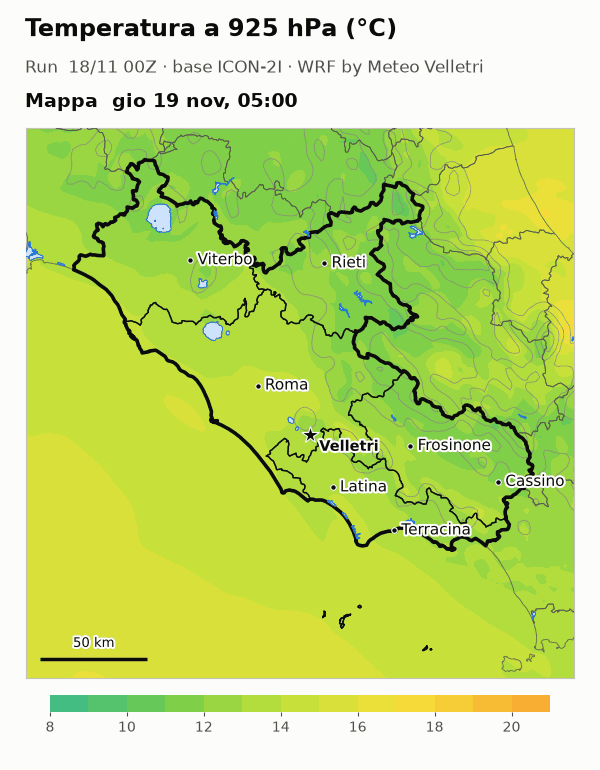 Temperatura a 925 hPa (°C)
Run  18/11 00Z · base ICON-2I · WRF by Meteo Velletri
Mappa  gio 19 nov, 05:00
Viterbo
Rieti
Roma
Velletri
Frosinone
Latina
Cassino
Terracina
50 km
8 10 12 14 16 18 20